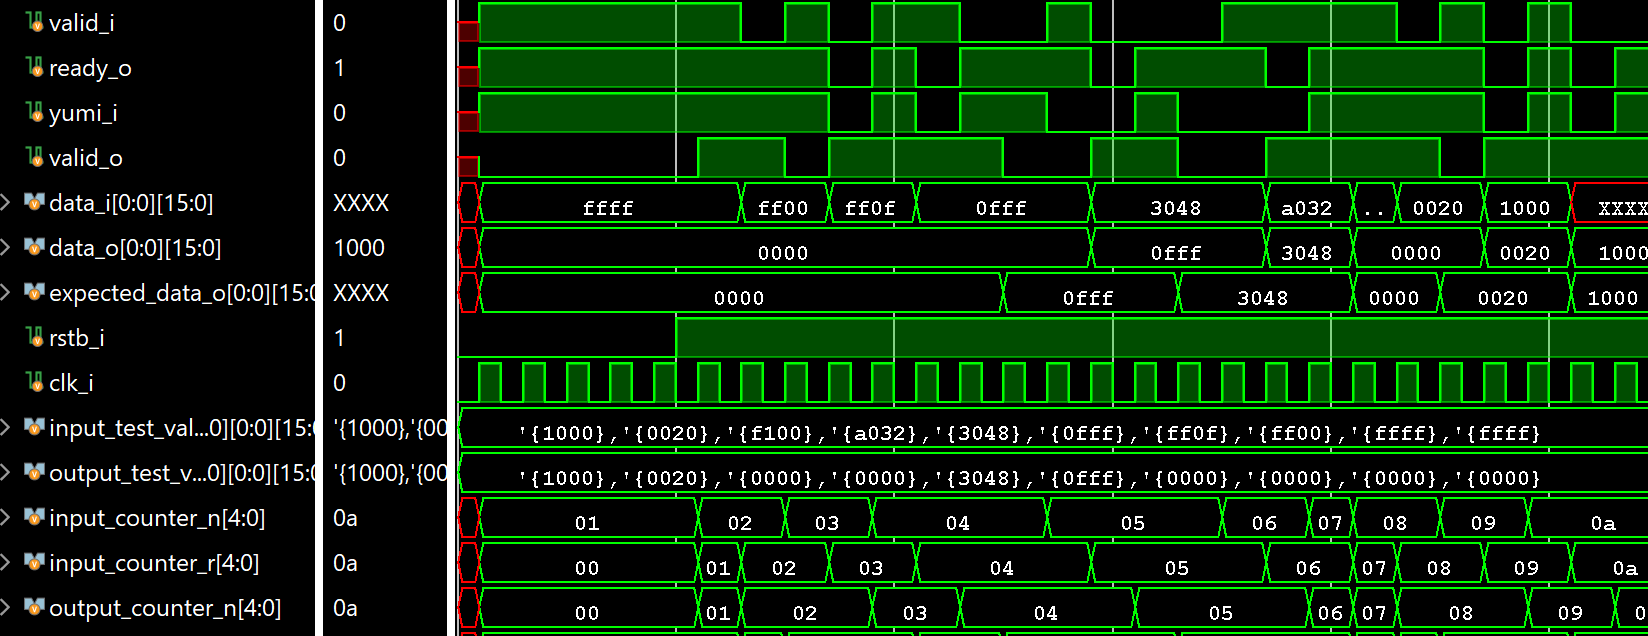 valid_i 0
ready_o 1
yumi_i 0
valid_o 0
data_i[0:0][15:0] XXXX ffff ff00 ff0f 0fff 3048 a032 .. 0020 1000 XXXX
data_o[0:0][15:0] 1000 0000 0fff 3048 0000 0020 1000
expected_data_o[0:0][15:0 XXXX 0000 0fff 3048 0000 0020 1000
rstb_i 1
clk_i 0
input_test_val...0][0:0][15:0 '{1000},'{00 '{1000},'{0020},'{f100},'{a032},'{3048},'{0fff},'{ff0f},'{ff00},'{ffff},'{ffff}
output_test_v...0][0:0][15:0 '{1000},'{00 '{1000},'{0020},'{0000},'{0000},'{3048},'{0fff},'{0000},'{0000},'{0000},'{0000}
input_counter_n[4:0] 0a 01 02 03 04 05 06 07 08 09 0a
input_counter_r[4:0] 0a 00 01 02 03 04 05 06 07 08 09 0a
output_counter_n[4:0] 0a 00 01 02 03 04 05 06 07 08 09 0